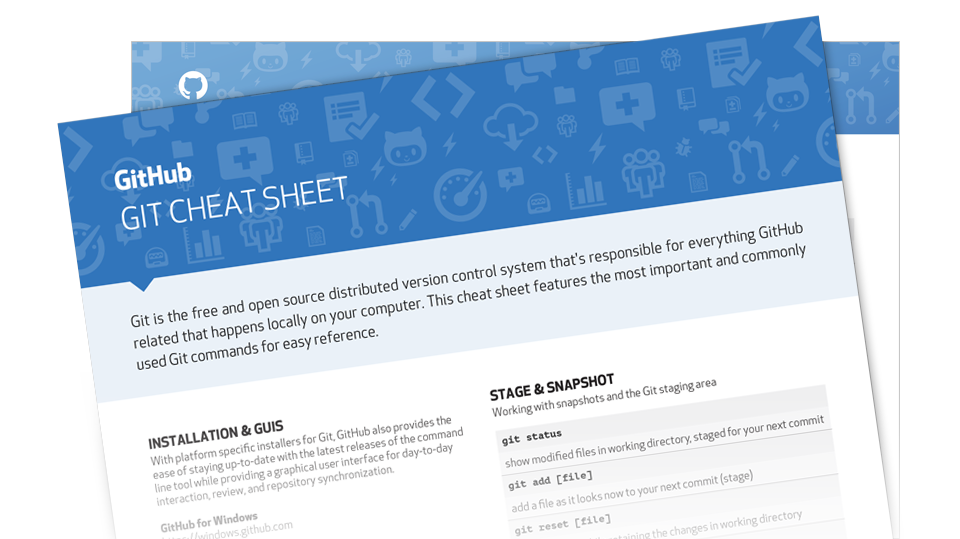 GitHub
GIT CHEAT SHEET
Git is the free and open source distributed version control system that's responsible for everything GitHub
related that happens locally on your computer. This cheat sheet features the most important and commonly
used Git commands for easy reference.
INSTALLATION & GUIS
With platform specific installers for Git, GitHub also provides the
ease of staying up-to-date with the latest releases of the command
line tool while providing a graphical user interface for day-to-day
interaction, review, and repository synchronization.
GitHub for Windows
https://windows.github.com
STAGE & SNAPSHOT
Working with snapshots and the Git staging area
git status
show modified files in working directory, staged for your next commit
git add [file]
add a file as it looks now to your next commit (stage)
git reset [file]
retaining the changes in working directory